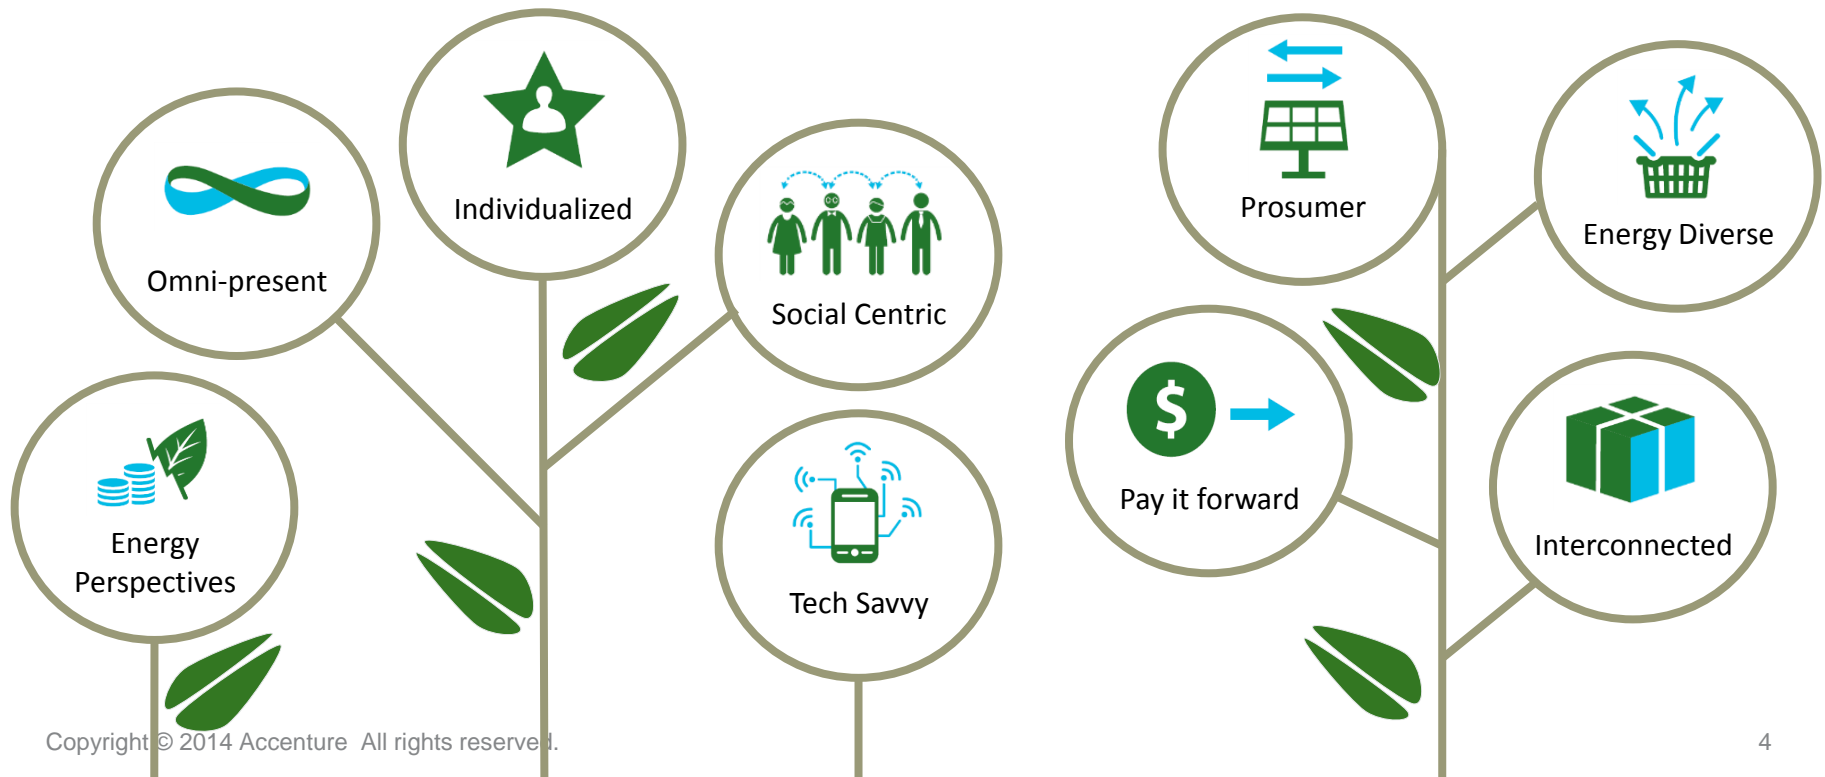 Individualized
Prosumer
Energy Diverse
Omni-present
Social Centric
Pay it forward
Interconnected
Energy
Perspectives
Tech Savvy
$
Copyright © 2014 Accenture  All rights reserved.
4